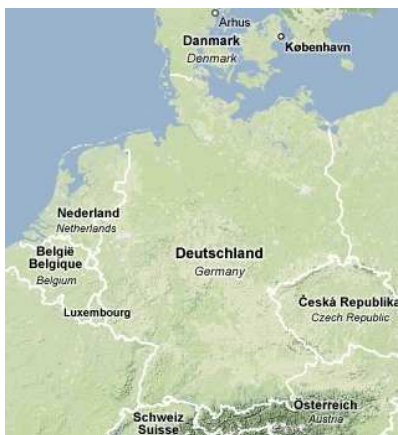 Århus
Danmark
Denmark
København
Nederland
Netherlands
België
Belgique
Belgium
Deutschland
Germany
Luxembourg
Česká Republika
Czech Republic
Österreich
Austria
Schweiz
Suisse